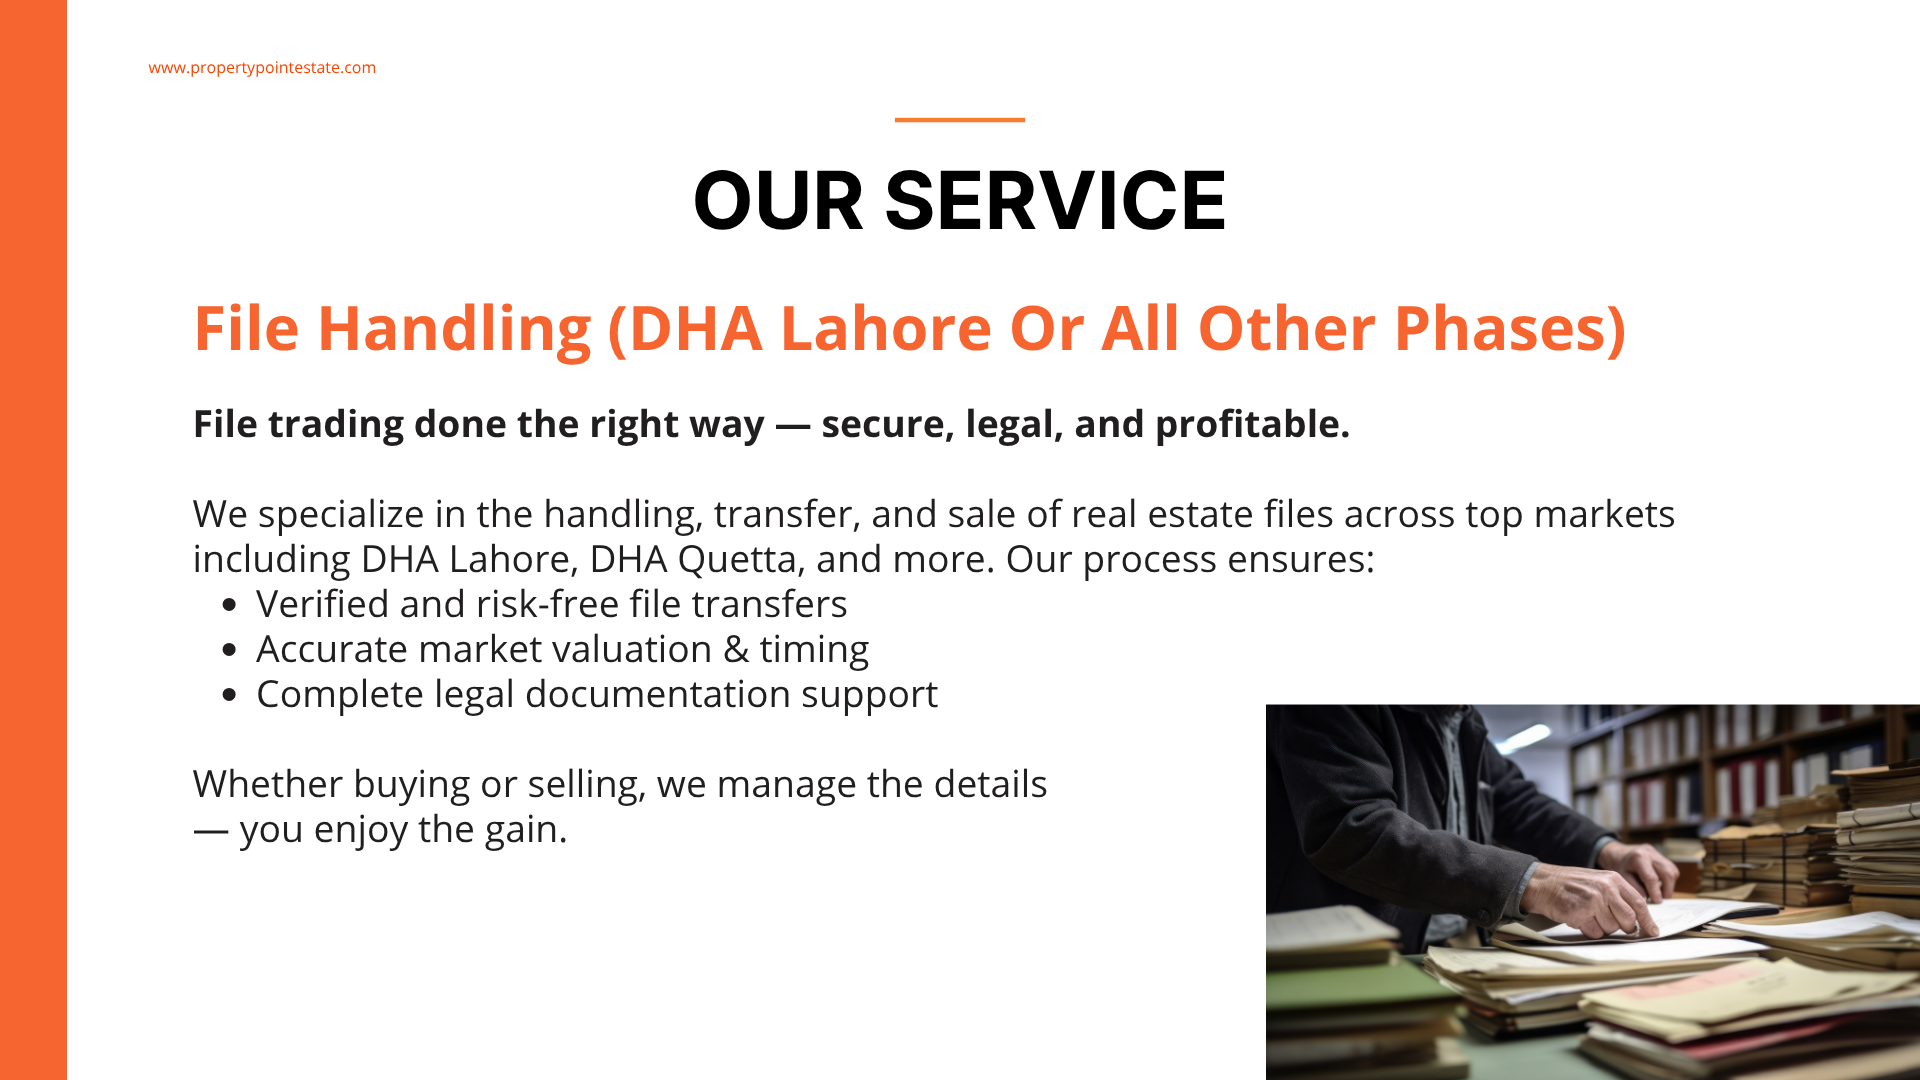 www.propertypointestate.com
OUR SERVICE
File Handling (DHA Lahore Or All Other Phases)
File trading done the right way — secure, legal, and profitable.
We specialize in the handling, transfer, and sale of real estate files across top markets
including DHA Lahore, DHA Quetta, and more. Our process ensures:
• Verified and risk-free file transfers
• Accurate market valuation & timing
• Complete legal documentation support
Whether buying or selling, we manage the details
— you enjoy the gain.